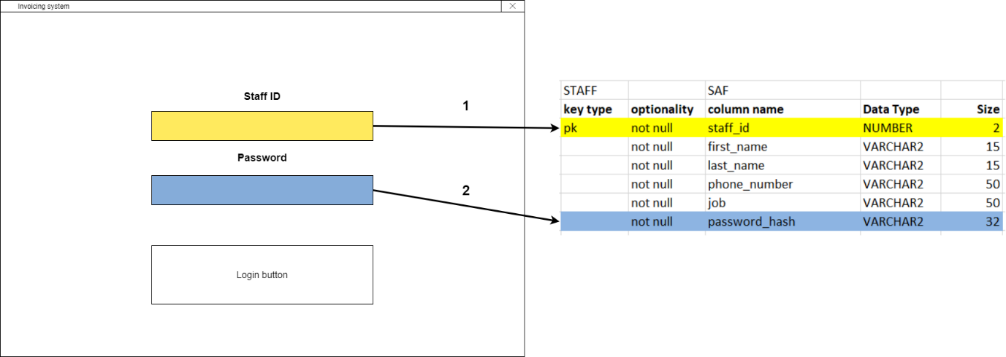 Invoicing system
Staff ID
1
Password
2
Login button
STAFF SAF
key type optionality column name Data Type Size
pk not null staff_id NUMBER 2
not null first_name VARCHAR2 15
not null last_name VARCHAR2 15
not null phone_number VARCHAR2 50
not null job VARCHAR2 50
not null password_hash VARCHAR2 32